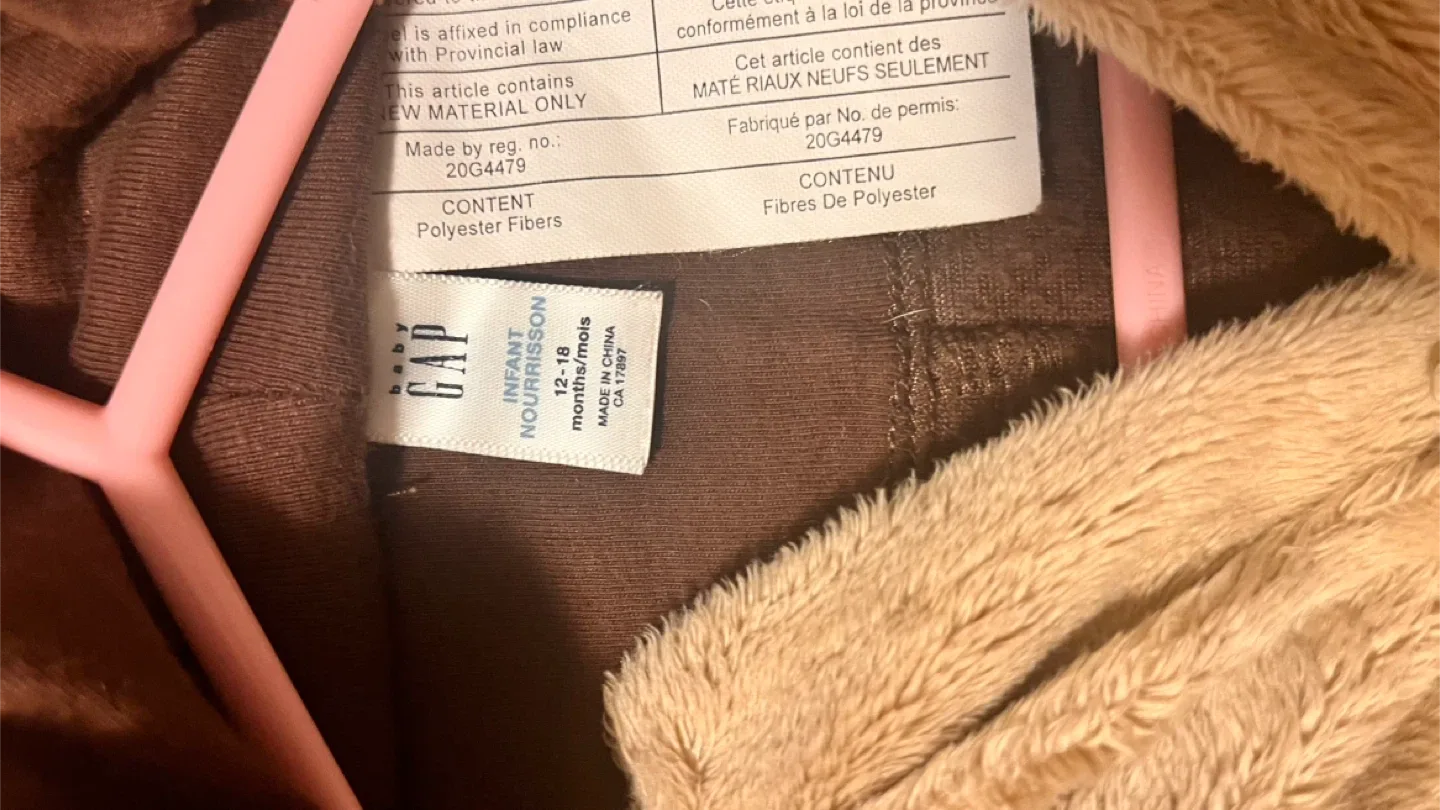 el is affixed in compliance
with Provincial law
This article contains
NEW MATERIAL ONLY
Made by reg. no.:
20G4479
CONTENT
Polyester Fibers
conformément à la loi de la province
Cet article contient des
MATÉ RIAUX NEUFS SEULEMENT
Fabriqué par No. de permis:
20G4479
CONTENU
Fibres De Polyester
baby
GAP
INFANT
NOURRISSON
12-18
months/mois
MADE IN CHINA
CA 17897
CHINA